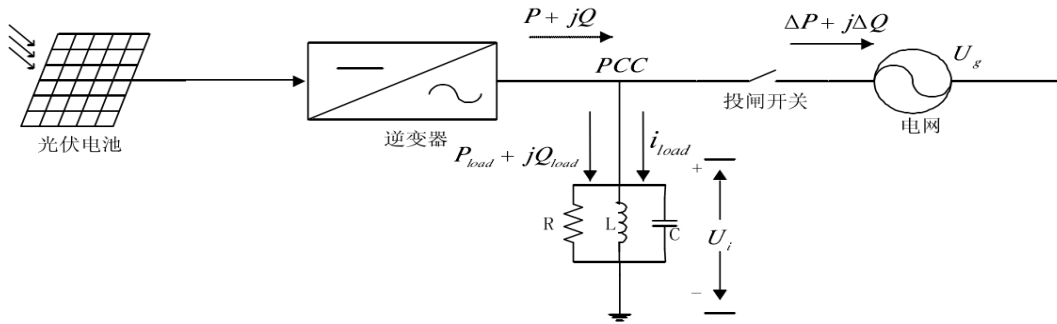 P + jQ
ΔP + jΔQ
U_g
PCC
光伏电池
逆变器
投闸开关
电网
P_load + jQ_load
i_load
+
R
L
C
U_i
−